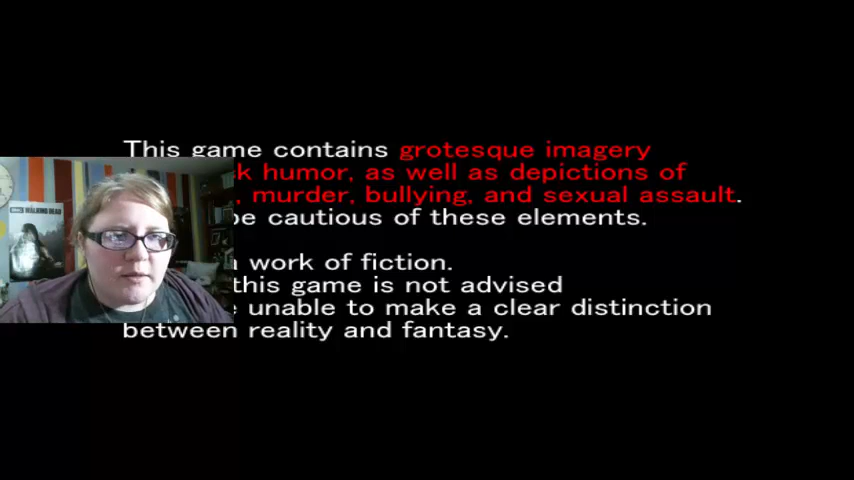 This game contains grotesque imagery
humor, as well as depictions of
murder, bullying, and sexual assault.
be cautious of these elements.
work of fiction.
this game is not advised
unable to make a clear distinction
between reality and fantasy.
WALKING DEAD